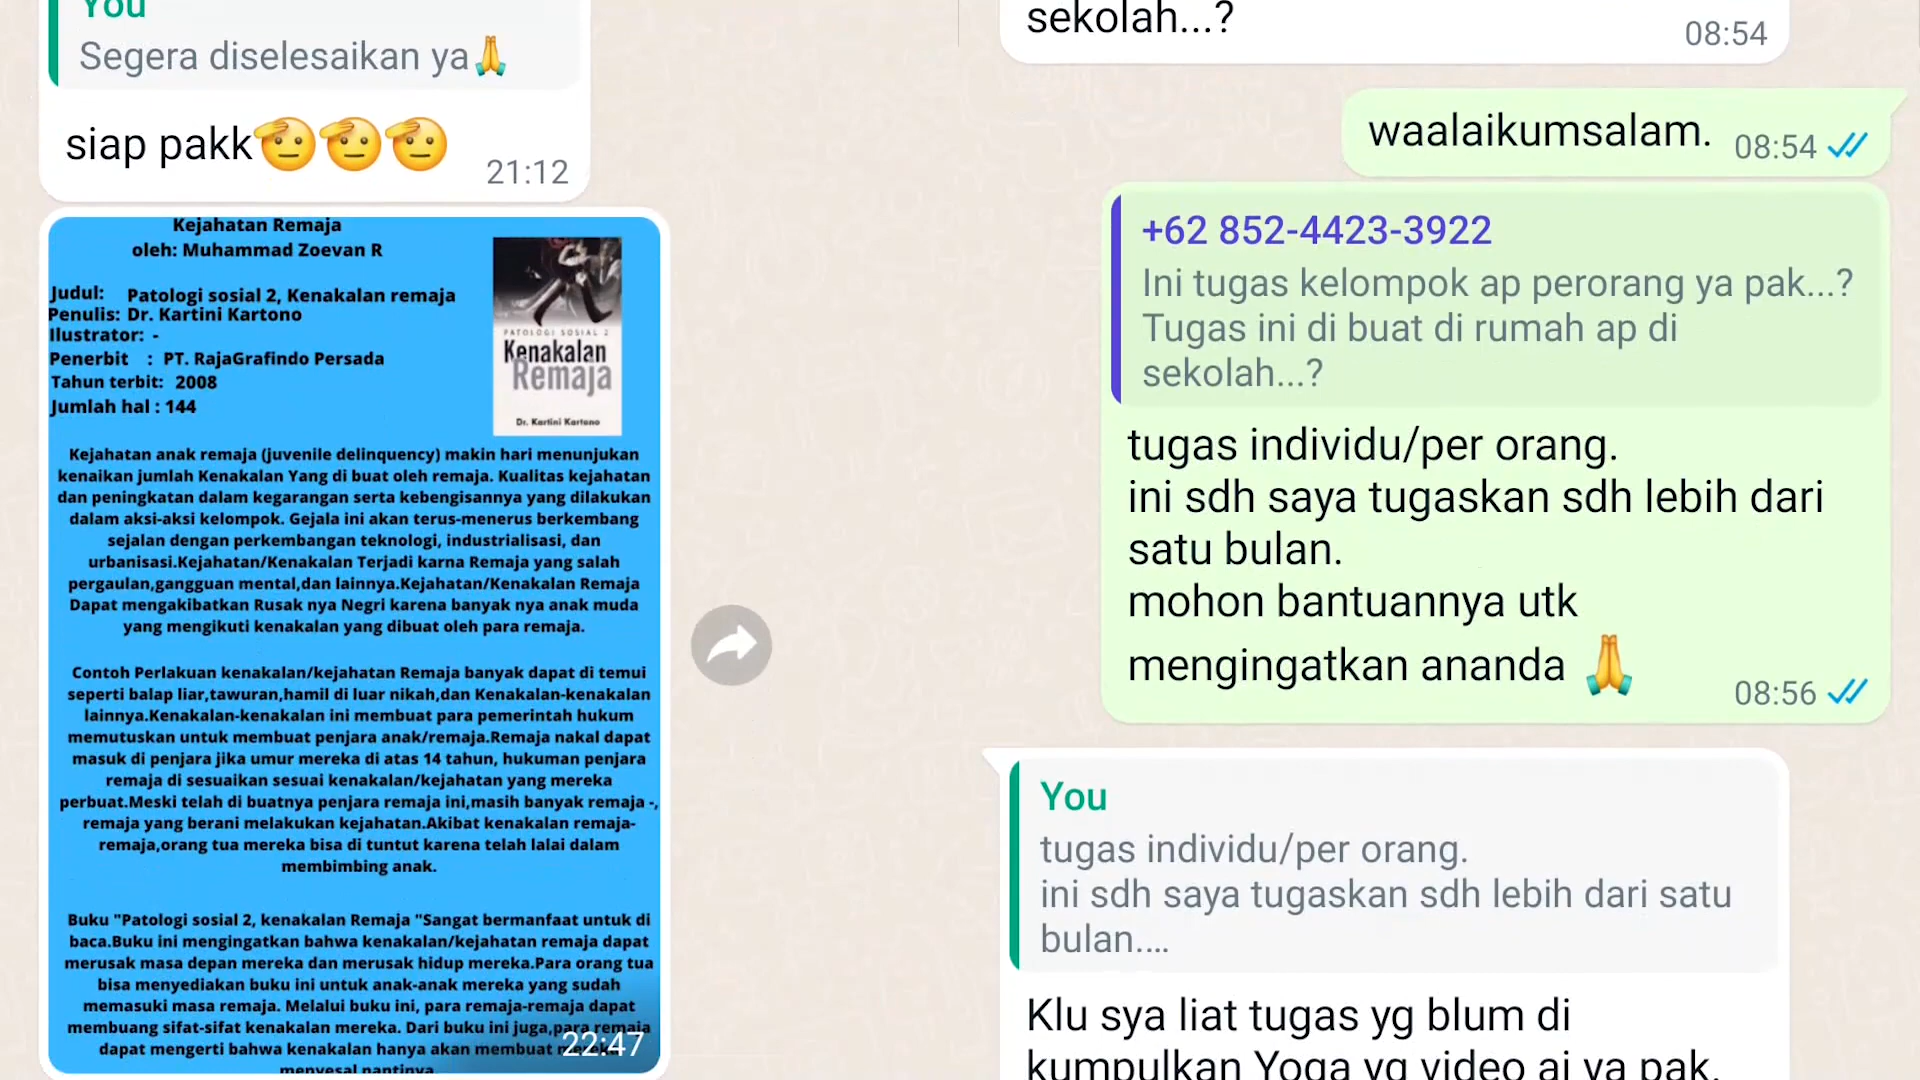 You
Segera diselesaikan ya🙏
siap pakk🫡🫡🫡
21:12
Kejahatan Remaja
oleh: Muhammad Zoevan R
Judul: Patologi sosial 2, Kenakalan remaja
Penulis: Dr. Kartini Kartono
Ilustrator: -
Penerbit : PT. RajaGrafindo Persada
Tahun terbit: 2008
Jumlah hal : 144
PATOLOGI SOSIAL 2
Kenakalan
Remaja
Dr. Kartini Kartono
Kejahatan anak remaja (juvenile delinquency) makin hari menunjukan
kenaikan jumlah Kenakalan Yang di buat oleh remaja. Kualitas kejahatan
dan peningkatan dalam kegarangan serta kebengisannya yang dilakukan
dalam aksi-aksi kelompok. Gejala ini akan terus-menerus berkembang
sejalan dengan perkembangan teknologi, industrialisasi, dan
urbanisasi.Kejahatan/Kenakalan Terjadi karna Remaja yang salah
pergaulan,gangguan mental,dan lainnya.Kejahatan/Kenakalan Remaja
Dapat mengakibatkan Rusak nya Negri karena banyak nya anak muda
yang mengikuti kenakalan yang dibuat oleh para remaja.
Contoh Perlakuan kenakalan/kejahatan Remaja banyak dapat di temui
seperti balap liar,tawuran,hamil di luar nikah,dan Kenakalan-kenakalan
lainnya.Kenakalan-kenakalan ini membuat para pemerintah hukum
memutuskan untuk membuat penjara anak/remaja.Remaja nakal dapat
masuk di penjara jika umur mereka di atas 14 tahun, hukuman penjara
remaja di sesuaikan sesuai kenakalan/kejahatan yang mereka
perbuat.Meski telah di buatnya penjara remaja ini,masih banyak remaja -,
remaja yang berani melakukan kejahatan.Akibat kenakalan remaja-
remaja,orang tua mereka bisa di tuntut karena telah lalai dalam
membimbing anak.
Buku "Patologi sosial 2, kenakalan Remaja "Sangat bermanfaat untuk di
baca.Buku ini mengingatkan bahwa kenakalan/kejahatan remaja dapat
merusak masa depan mereka dan merusak hidup mereka.Para orang tua
bisa menyediakan buku ini untuk anak-anak mereka yang sudah
memasuki masa remaja. Melalui buku ini, para remaja-remaja dapat
membuang sifat-sifat kenakalan mereka. Dari buku ini juga,para remaja
dapat mengerti bahwa kenakalan hanya akan membuat mereka
menyesal nantinya.
22:47
sekolah...?
08:54
waalaikumsalam.
08:54
+62 852-4423-3922
Ini tugas kelompok ap perorang ya pak...?
Tugas ini di buat di rumah ap di
sekolah...?
tugas individu/per orang.
ini sdh saya tugaskan sdh lebih dari
satu bulan.
mohon bantuannya utk
mengingatkan ananda 🙏
08:56
You
tugas individu/per orang.
ini sdh saya tugaskan sdh lebih dari satu
bulan....
Klu sya liat tugas yg blum di
kumpulkan Yoga yg video aj ya pak.